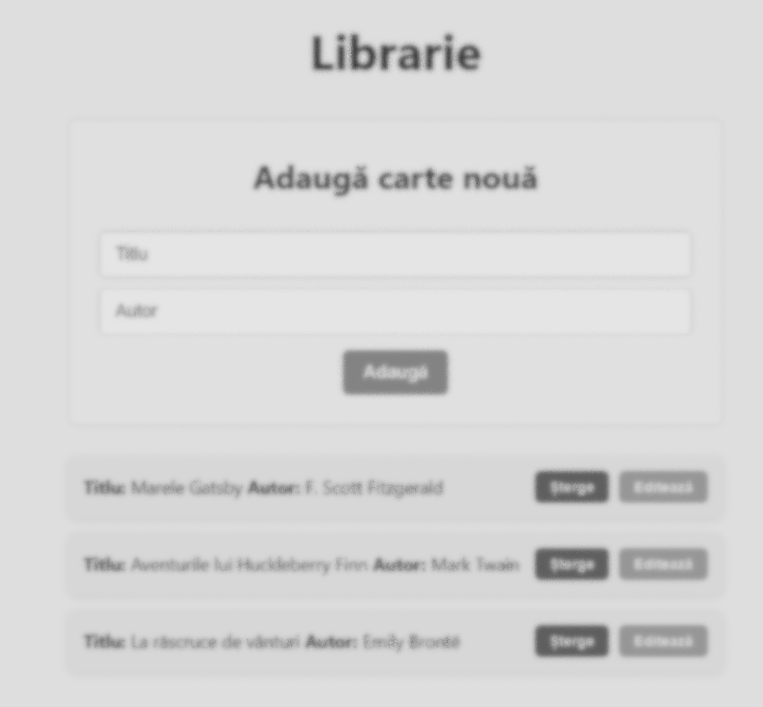 Librarie
Adaugă carte nouă
Titlu
Autor
Adaugă
Titlu: Marele Gatsby Autor: F. Scott Fitzgerald Șterge Editează
Titlu: Aventurile lui Huckleberry Finn Autor: Mark Twain Șterge Editează
Titlu: La răscruce de vânturi Autor: Emily Brontë Șterge Editează